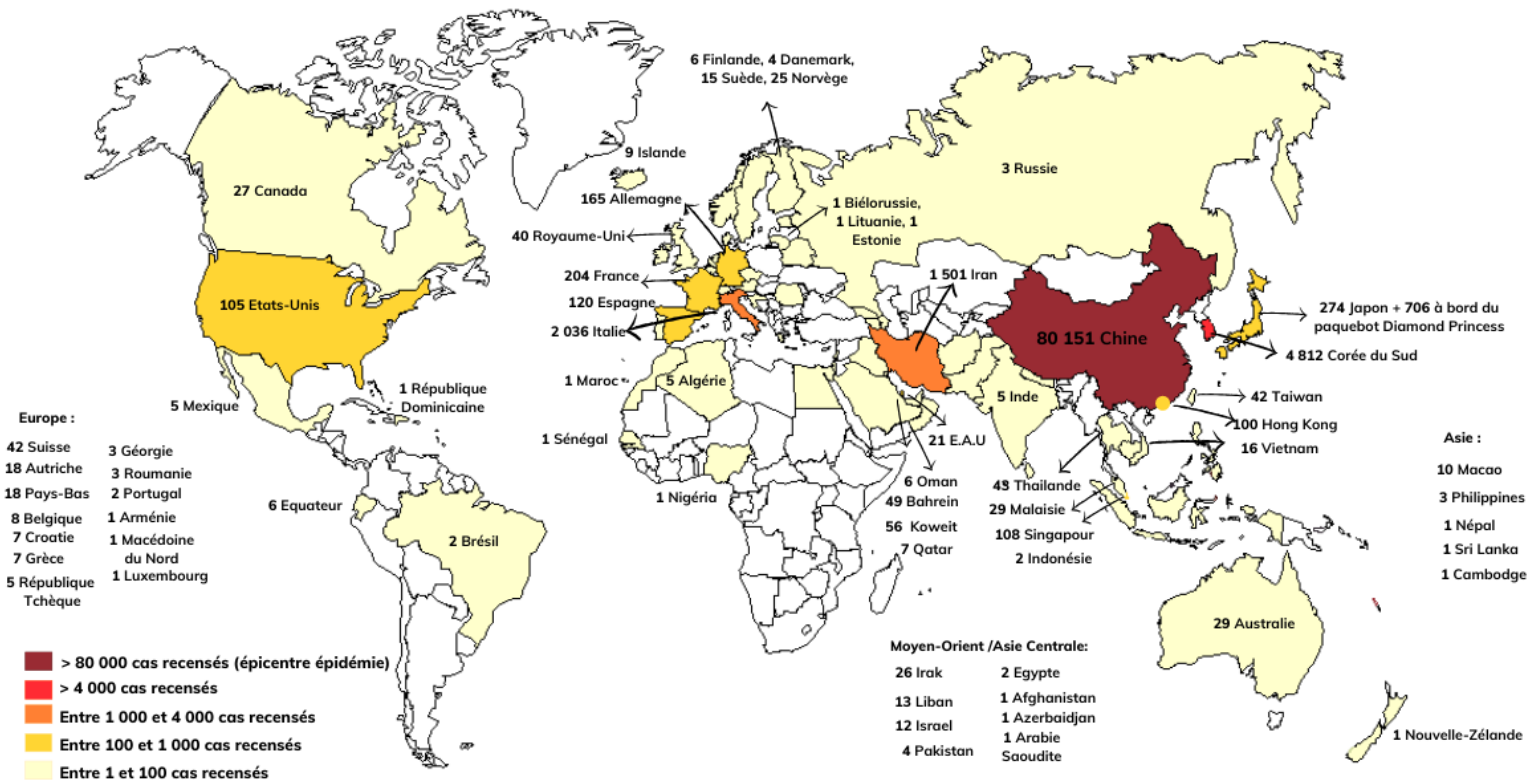 6 Finlande, 4 Danemark,
15 Suède, 25 Norvège
9 Islande
3 Russie
27 Canada
165 Allemagne
1 Biélorussie,
1 Lituanie, 1
Estonie
40 Royaume-Uni
204 France
1 501 Iran
105 Etats-Unis
120 Espagne
274 Japon + 706 à bord du
paquebot Diamond Princess
2 036 Italie
80 151 Chine
4 812 Corée du Sud
1 Maroc
5 Algérie
1 République
Dominicaine
5 Inde
42 Taiwan
5 Mexique
100 Hong Kong
21 E.A.U
16 Vietnam
1 Sénégal
Europe :
42 Suisse
18 Autriche
18 Pays-Bas
8 Belgique
7 Croatie
7 Grèce
5 République
Tchèque
3 Géorgie
3 Roumanie
2 Portugal
1 Arménie
1 Macédoine
du Nord
1 Luxembourg
6 Equateur
2 Brésil
1 Nigéria
6 Oman
49 Bahrein
56 Koweit
7 Qatar
43 Thailande
29 Malaisie
108 Singapour
2 Indonésie
Asie :
10 Macao
3 Philippines
1 Népal
1 Sri Lanka
1 Cambodge
29 Australie
1 Nouvelle-Zélande
Moyen-Orient /Asie Centrale:
26 Irak
13 Liban
12 Israel
4 Pakistan
2 Egypte
1 Afghanistan
1 Azerbaidjan
1 Arabie
Saoudite
> 80 000 cas recensés (épicentre épidémie)
> 4 000 cas recensés
Entre 1 000 et 4 000 cas recensés
Entre 100 et 1 000 cas recensés
Entre 1 et 100 cas recensés